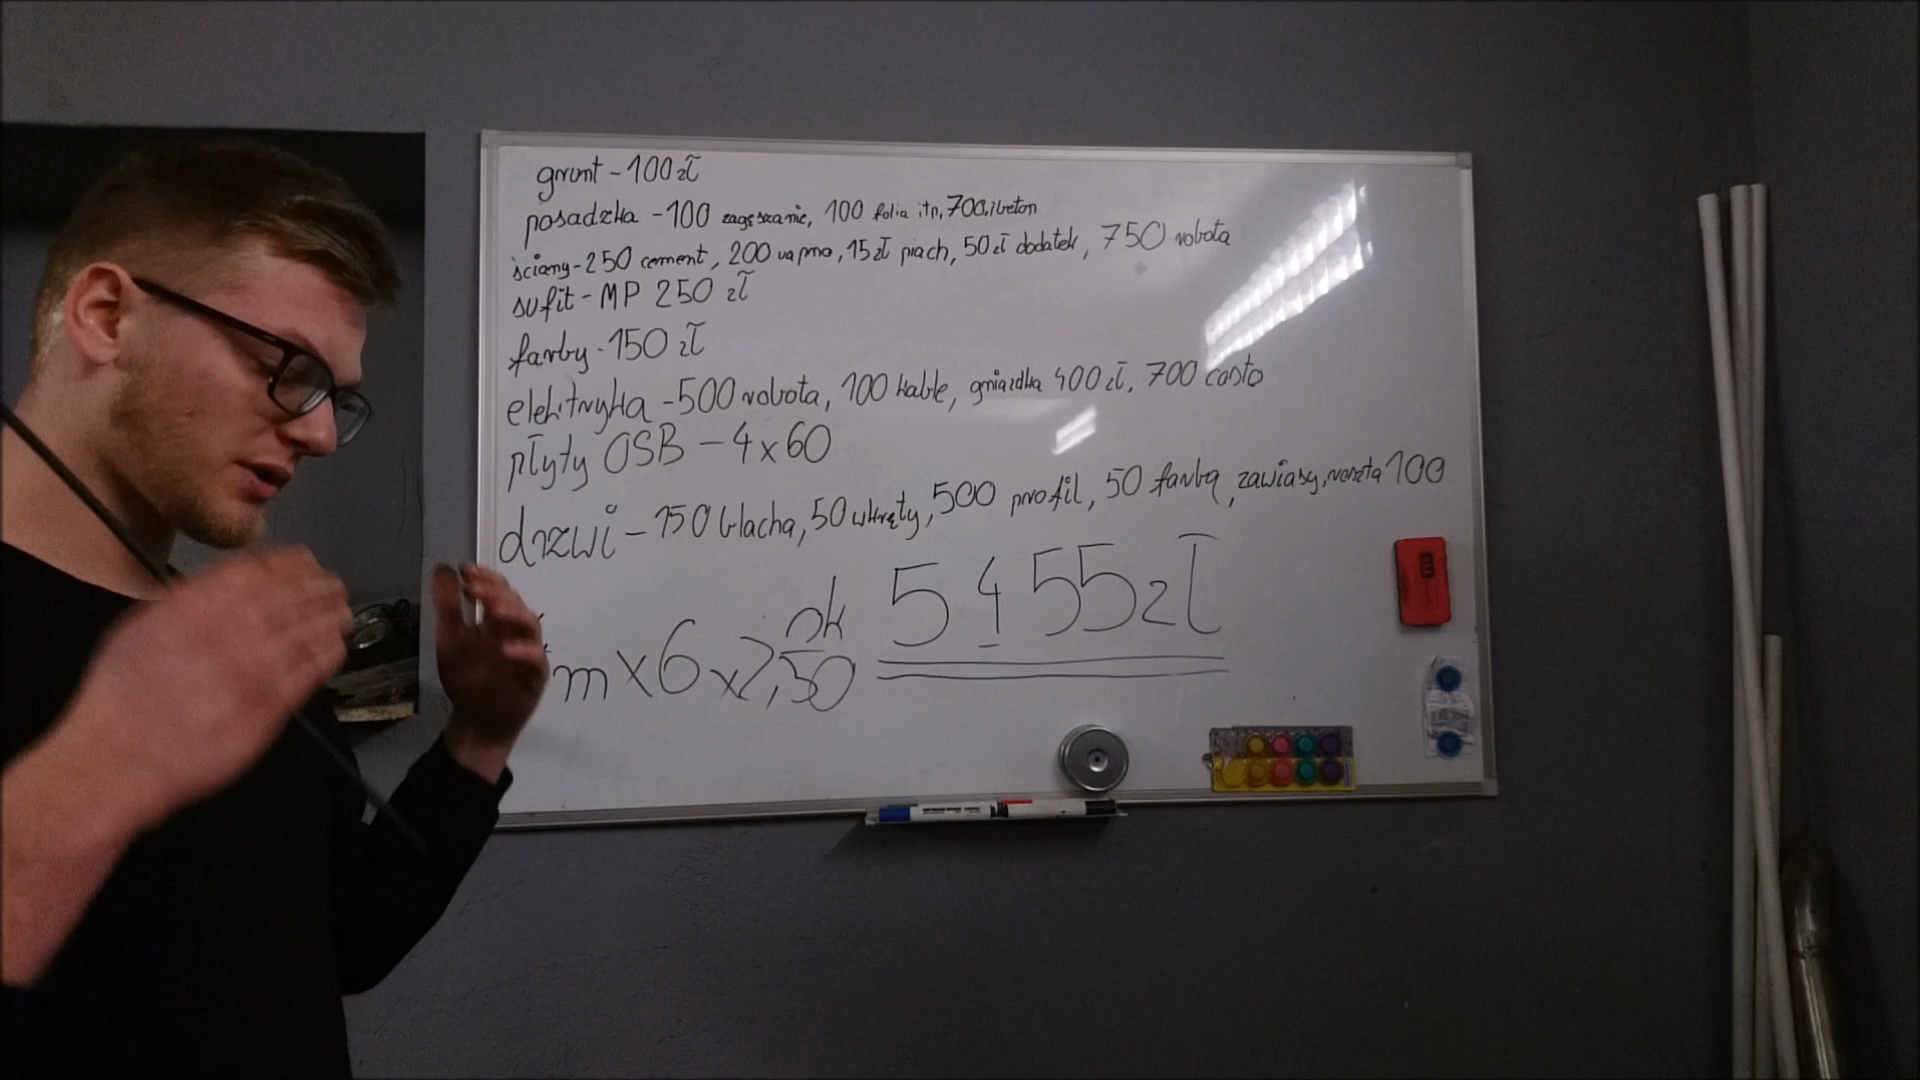 grunt - 100 zł
posadzka - 100 zagęszczanie, 100 folia itp, 700zł beton
ściany - 250 cement, 200 wapno, 15 zł piach, 50 zł dodatek, 750 robota
sufit - MP 250 zł
farby - 150 zł
elektryka - 500 robota, 100 kable, gniazdka 400 zł, 700 casto
płyty OSB - 4 x 60
drzwi - 150 blacha, 50 wkręty, 500 profil, 50 farba, zawiasy, reszta 100
ok 5455 zł
m x 6 x 2,50